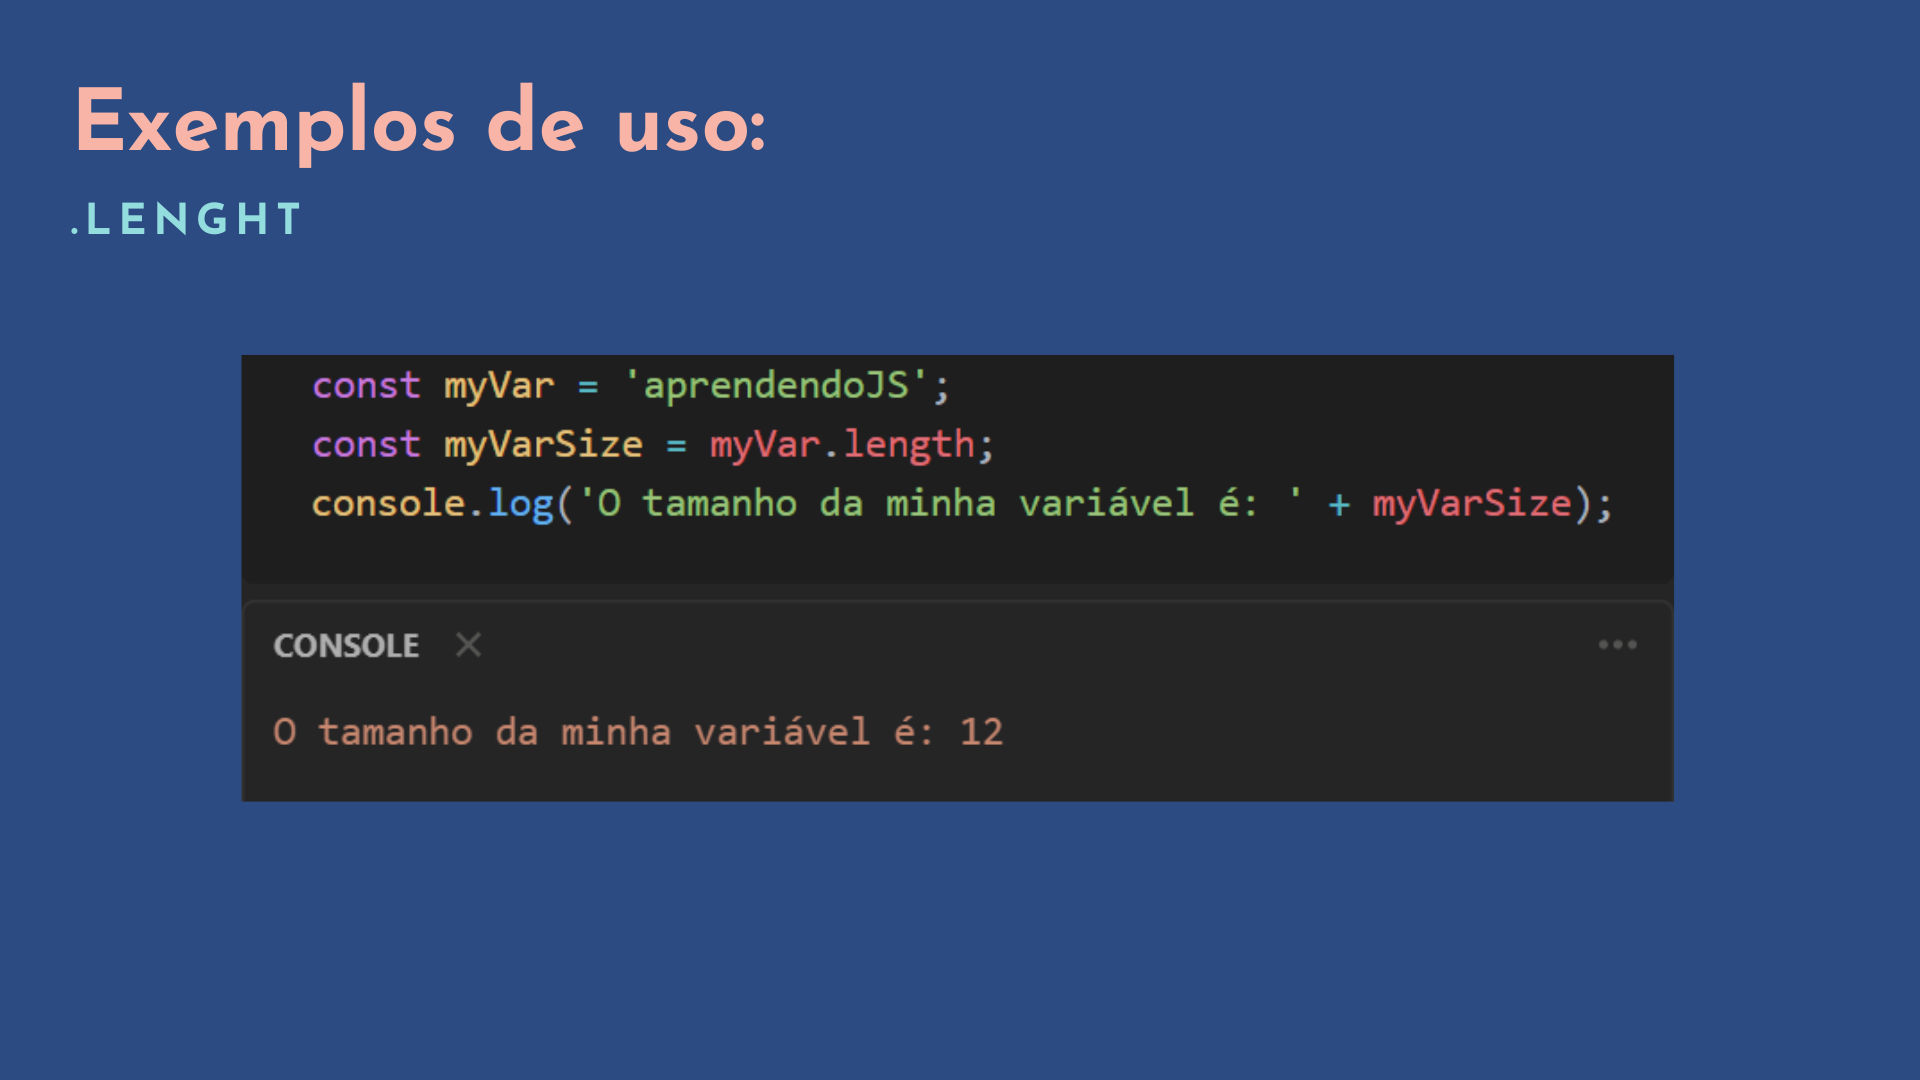 Exemplos de uso:
.LENGHT
const myVar = 'aprendendoJS';
const myVarSize = myVar.length;
console.log('O tamanho da minha variável é: ' + myVarSize);
CONSOLE
O tamanho da minha variável é: 12